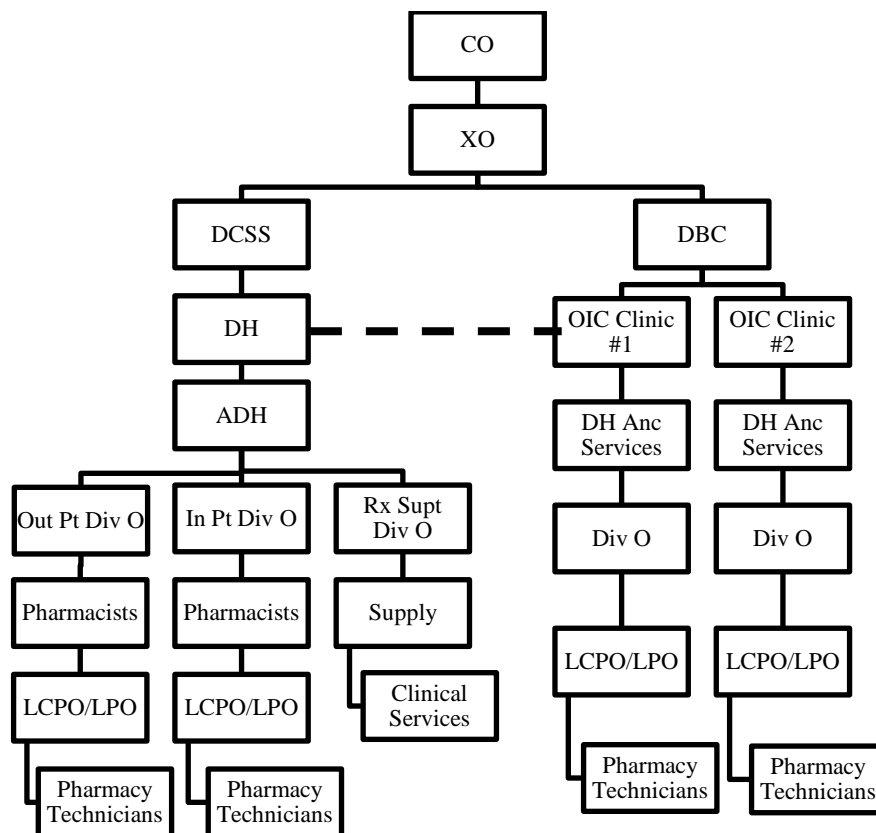 CO
XO
DCSS
DBC
DH
OIC Clinic
#1
OIC Clinic
#2
ADH
DH Anc
Services
DH Anc
Services
Out Pt Div O
In Pt Div O
Rx Supt
Div O
Div O
Div O
Pharmacists
Pharmacists
Supply
LCPO/LPO
LCPO/LPO
LCPO/LPO
LCPO/LPO
Clinical
Services
Pharmacy
Technicians
Pharmacy
Technicians
Pharmacy
Technicians
Pharmacy
Technicians